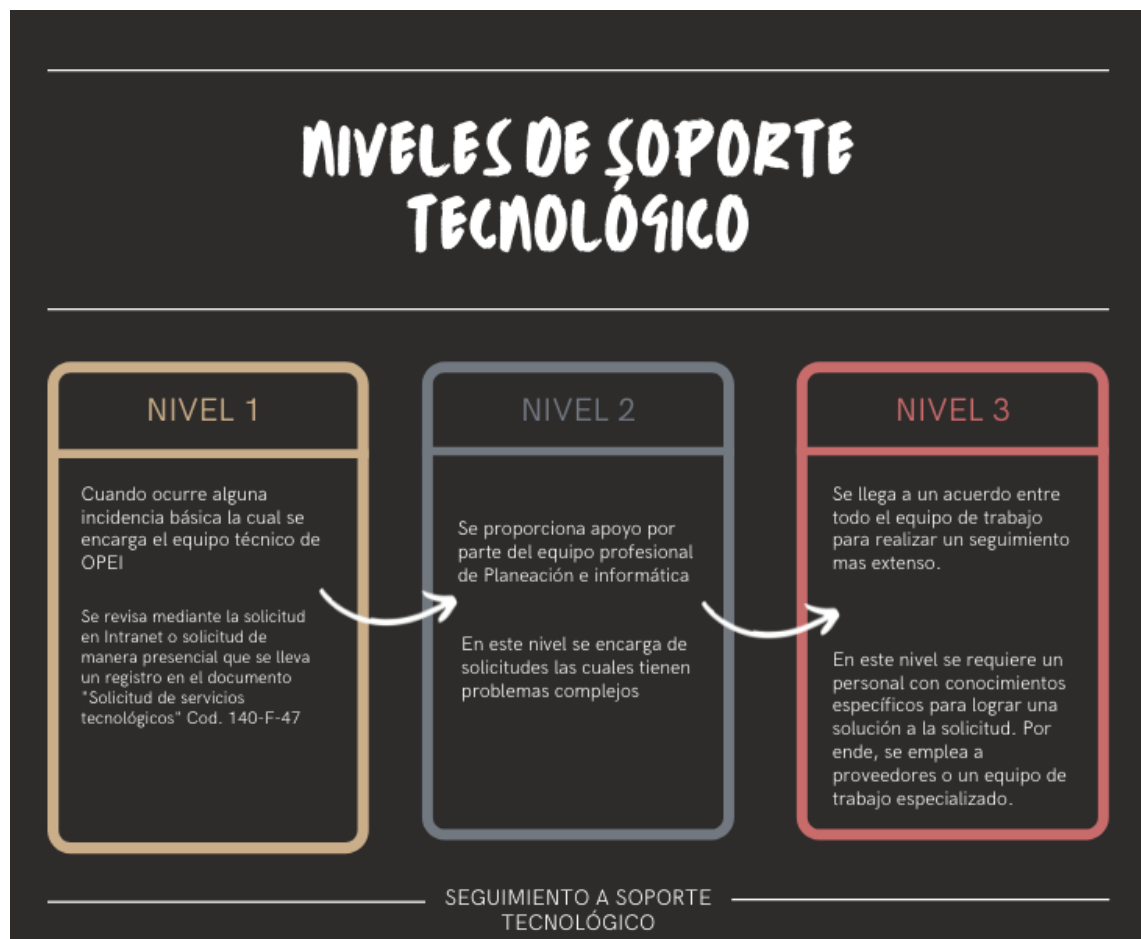 NIVELES DE SOPORTE
TECNOLÓGICO
NIVEL 1
Cuando ocurre alguna
incidencia básica la cual se
encarga el equipo técnico de
OPEI
Se revisa mediante la solicitud
en Intranet o solicitud de
manera presencial que se lleva
un registro en el documento
"Solicitud de servicios
tecnológicos" Cod. 140-F-47
NIVEL 2
Se proporciona apoyo por
parte del equipo profesional
de Planeación e informática
En este nivel se encarga de
solicitudes las cuales tienen
problemas complejos
NIVEL 3
Se llega a un acuerdo entre
todo el equipo de trabajo
para realizar un seguimiento
mas extenso.
En este nivel se requiere un
personal con conocimientos
específicos para lograr una
solución a la solicitud. Por
ende, se emplea a
proveedores o un equipo de
trabajo especializado.
SEGUIMIENTO A SOPORTE
TECNOLÓGICO